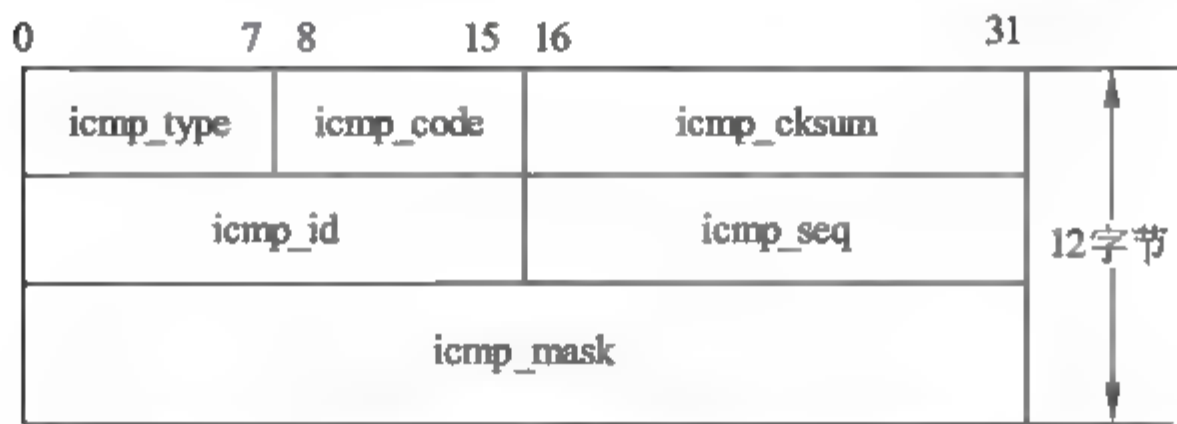 0 7 8 15 16 31
icmp_type icmp_code icmp_cksum
icmp_id icmp_seq 12字节
icmp_mask